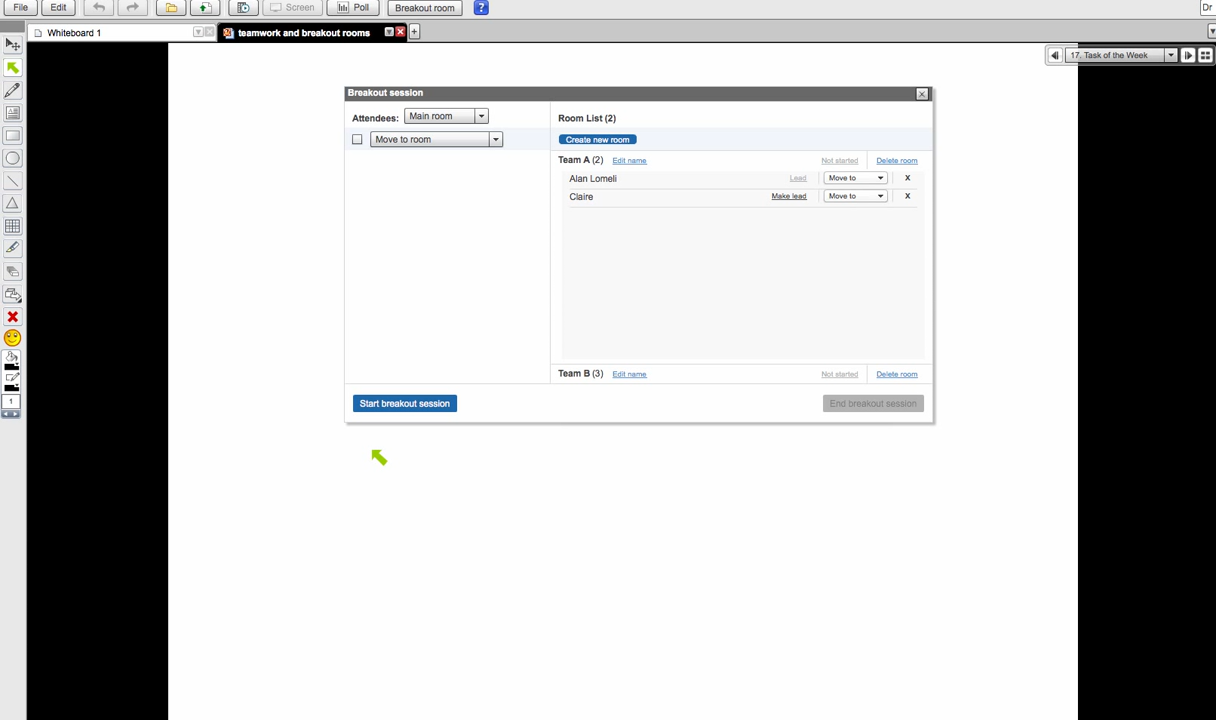 File Edit Screen Poll Breakout room ? Dr
Whiteboard 1 teamwork and breakout rooms +
17. Task of the Week
Breakout session X
Attendees: Main room Room List (2)
Move to room Create new room
Team A (2) Edit name Not started Delete room
Alan Lomeli Lead Move to X
Claire Make lead Move to X
Team B (3) Edit name Not started Delete room
Start breakout session End breakout session
1